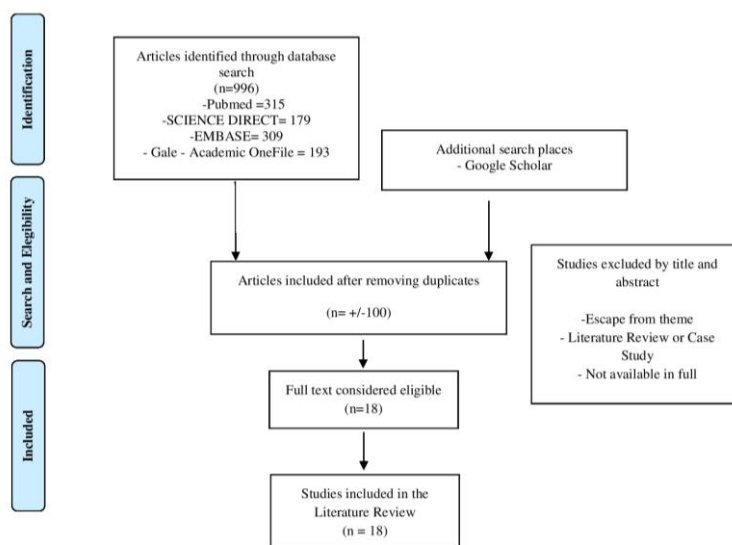 Identification
Articles identified through database
search
(n=996)
-Pubmed =315
-SCIENCE DIRECT= 179
-EMBASE= 309
- Gale - Academic OneFile = 193
Additional search places
- Google Scholar
Search and Elegibility
Articles included after removing duplicates
(n= +/-100)
Studies excluded by title and
abstract
-Escape from theme
- Literature Review or Case
Study
- Not available in full
Included
Full text considered eligible
(n=18)
Studies included in the
Literature Review
(n = 18)